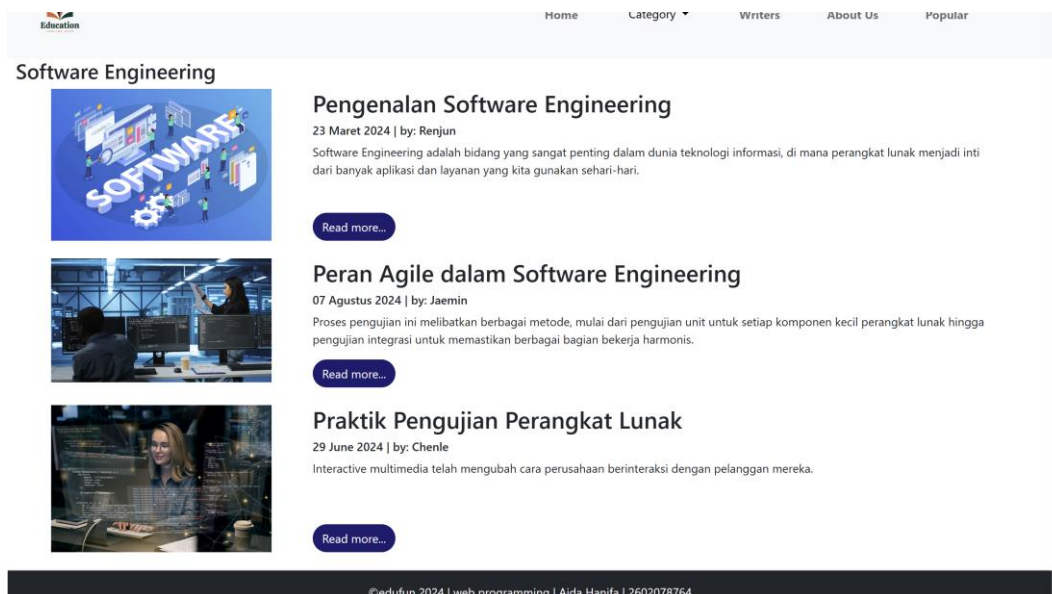 Education
Home Category Writers About Us Popular
Software Engineering
SOFTWARE
Pengenalan Software Engineering
23 Maret 2024 | by: Renjun
Software Engineering adalah bidang yang sangat penting dalam dunia teknologi informasi, di mana perangkat lunak menjadi inti
dari banyak aplikasi dan layanan yang kita gunakan sehari-hari.
Read more...
Peran Agile dalam Software Engineering
07 Agustus 2024 | by: Jaemin
Proses pengujian ini melibatkan berbagai metode, mulai dari pengujian unit untuk setiap komponen kecil perangkat lunak hingga
pengujian integrasi untuk memastikan berbagai bagian bekerja harmonis.
Read more...
Praktik Pengujian Perangkat Lunak
29 June 2024 | by: Chenle
Interactive multimedia telah mengubah cara perusahaan berinteraksi dengan pelanggan mereka.
Read more...
©edufun 2024 | web programming | Aida Hanifa | 2602078764